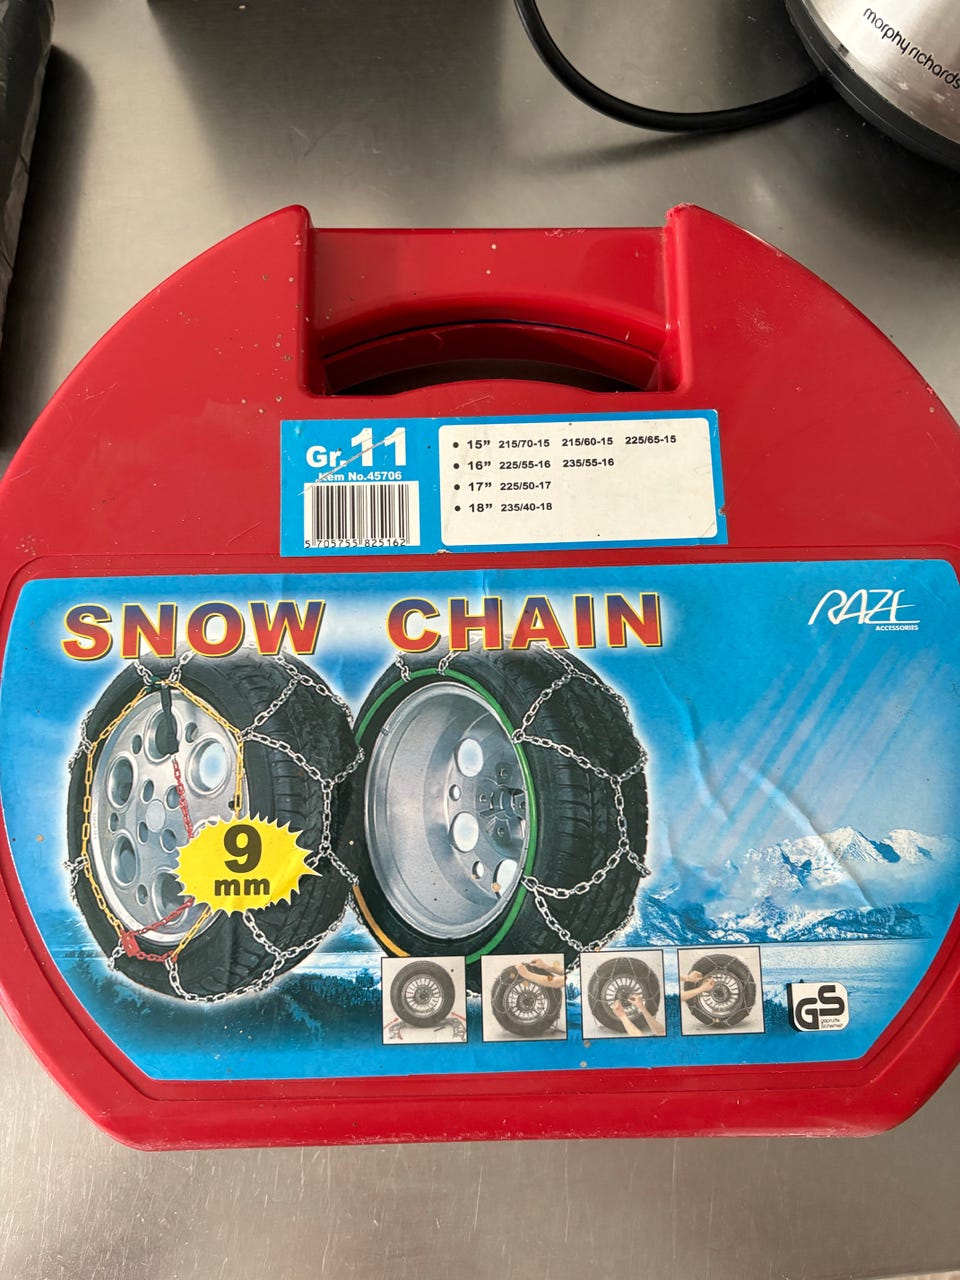 morphy richards
Gr.11
Item No.45706
5 705755 825162
• 15” 215/70-15 215/60-15 225/65-15
• 16” 225/55-16 235/55-16
• 17” 225/50-17
• 18” 235/40-18
SNOW CHAIN
RAZE
ACCESSORIES
9
mm
GS
geprüfte
Sicherheit